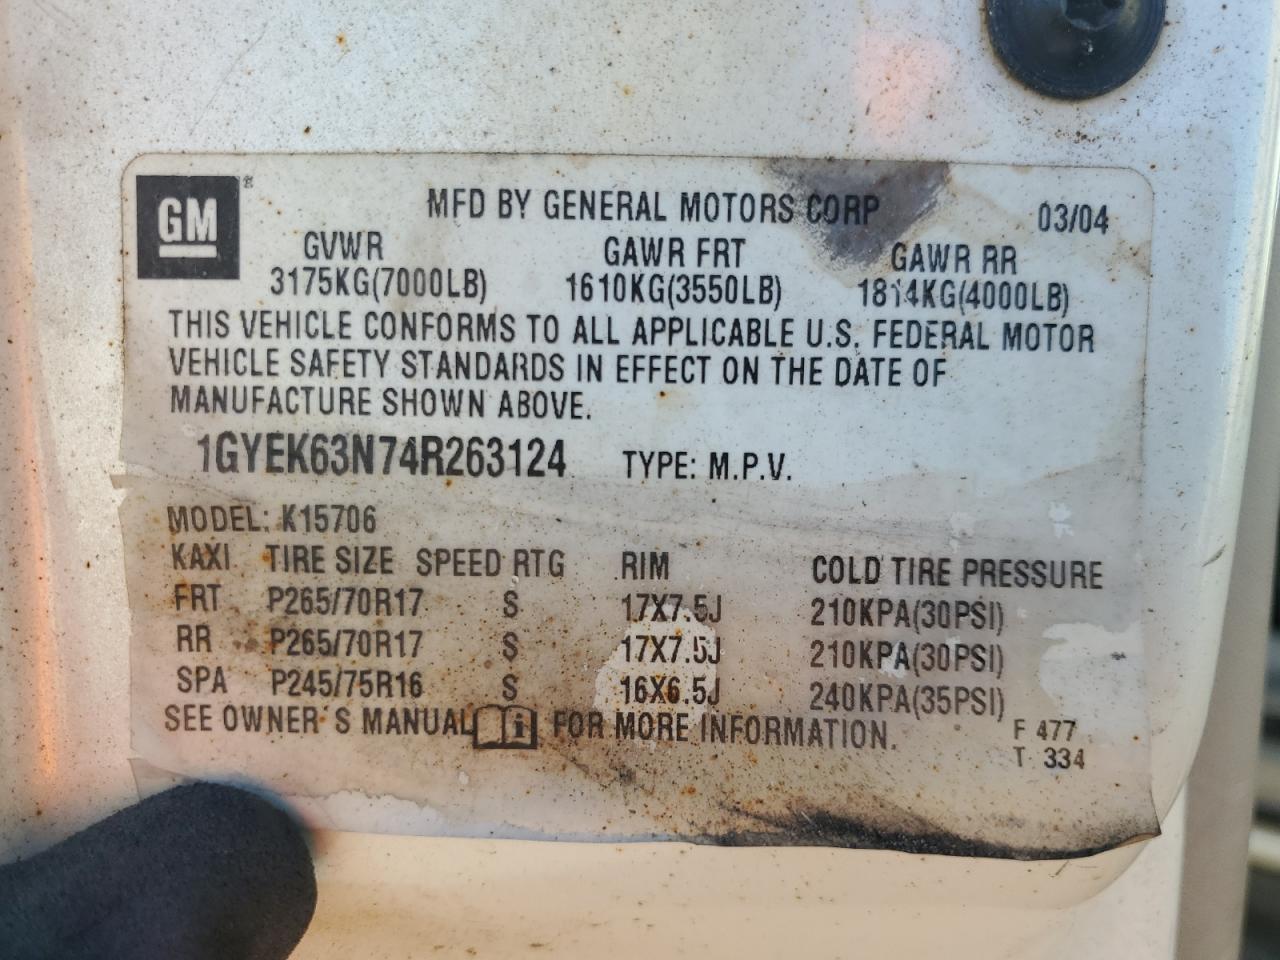 GM®
MFD BY GENERAL MOTORS CORP 03/04
GVWR GAWR FRT GAWR RR
3175KG(7000LB) 1610KG(3550LB) 1814KG(4000LB)
THIS VEHICLE CONFORMS TO ALL APPLICABLE U.S. FEDERAL MOTOR
VEHICLE SAFETY STANDARDS IN EFFECT ON THE DATE OF
MANUFACTURE SHOWN ABOVE.
1GYEK63N74R263124 TYPE: M.P.V.
MODEL: K15706
KAXI TIRE SIZE SPEED RTG RIM COLD TIRE PRESSURE
FRT P265/70R17 S 17X7.5J 210KPA(30PSI)
RR P265/70R17 S 17X7.5J 210KPA(30PSI)
SPA P245/75R16 S 16X6.5J 240KPA(35PSI)
SEE OWNER'S MANUAL i FOR MORE INFORMATION.
F 477
T 334